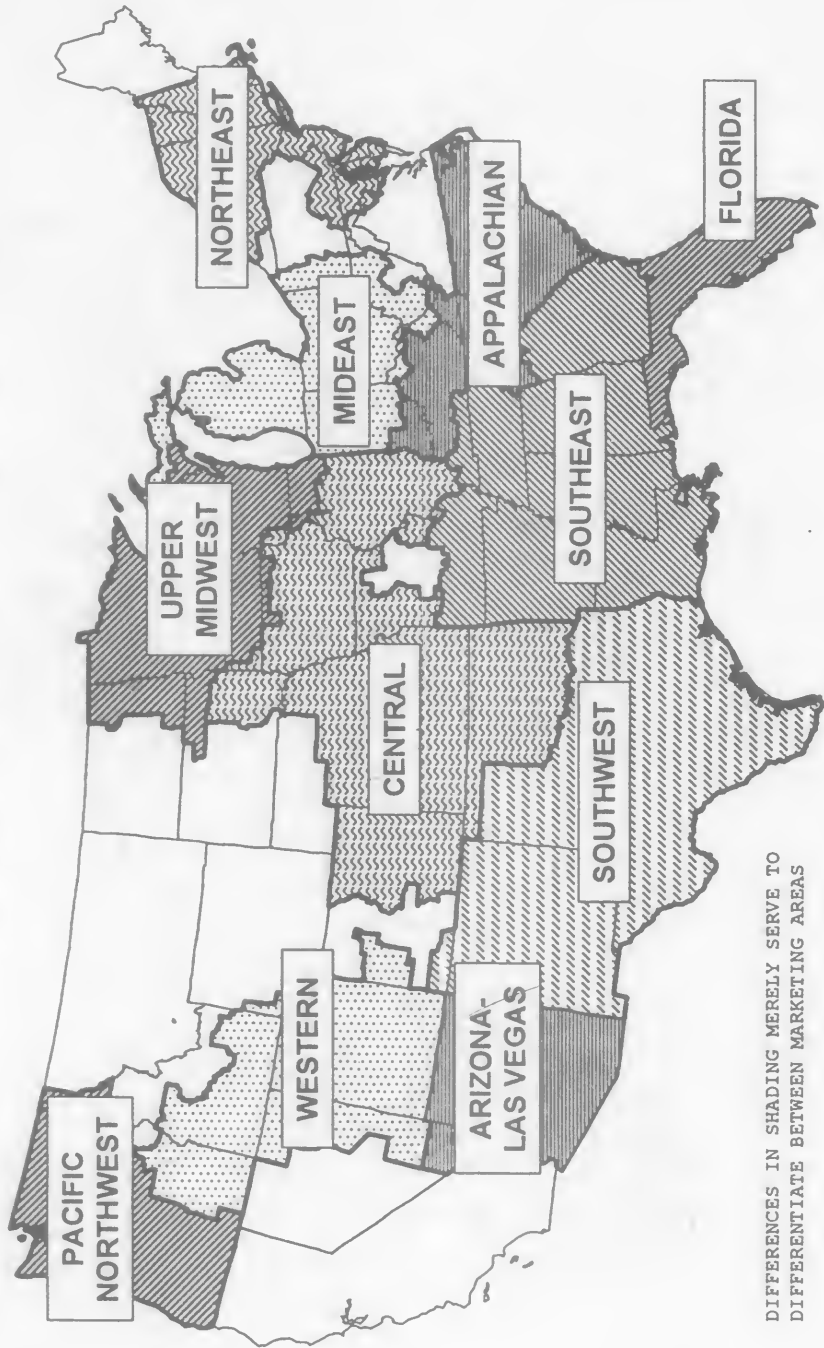 PACIFIC
NORTHWEST
WESTERN
ARIZONA-
LAS VEGAS
UPPER
MIDWEST
CENTRAL
SOUTHWEST
MIDEAST
NORTHEAST
APPALACHIAN
SOUTHEAST
FLORIDA
DIFFERENCES IN SHADING MERELY SERVE TO
DIFFERENTIATE BETWEEN MARKETING AREAS